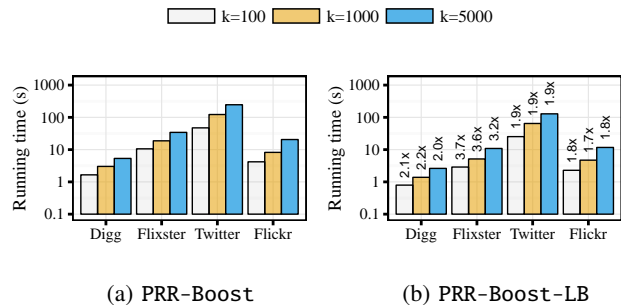 k=100 k=1000 k=5000
Running time (s)
1000
100
10
1
0.1
Digg Flixster Twitter Flickr
(a) PRR-Boost
Running time (s)
1000
100
10
1
0.1
2.1x 2.2x 2.0x 3.7x 3.6x 3.2x 1.9x 1.9x 1.9x 1.8x 1.7x 1.8x
Digg Flixster Twitter Flickr
(b) PRR-Boost-LB